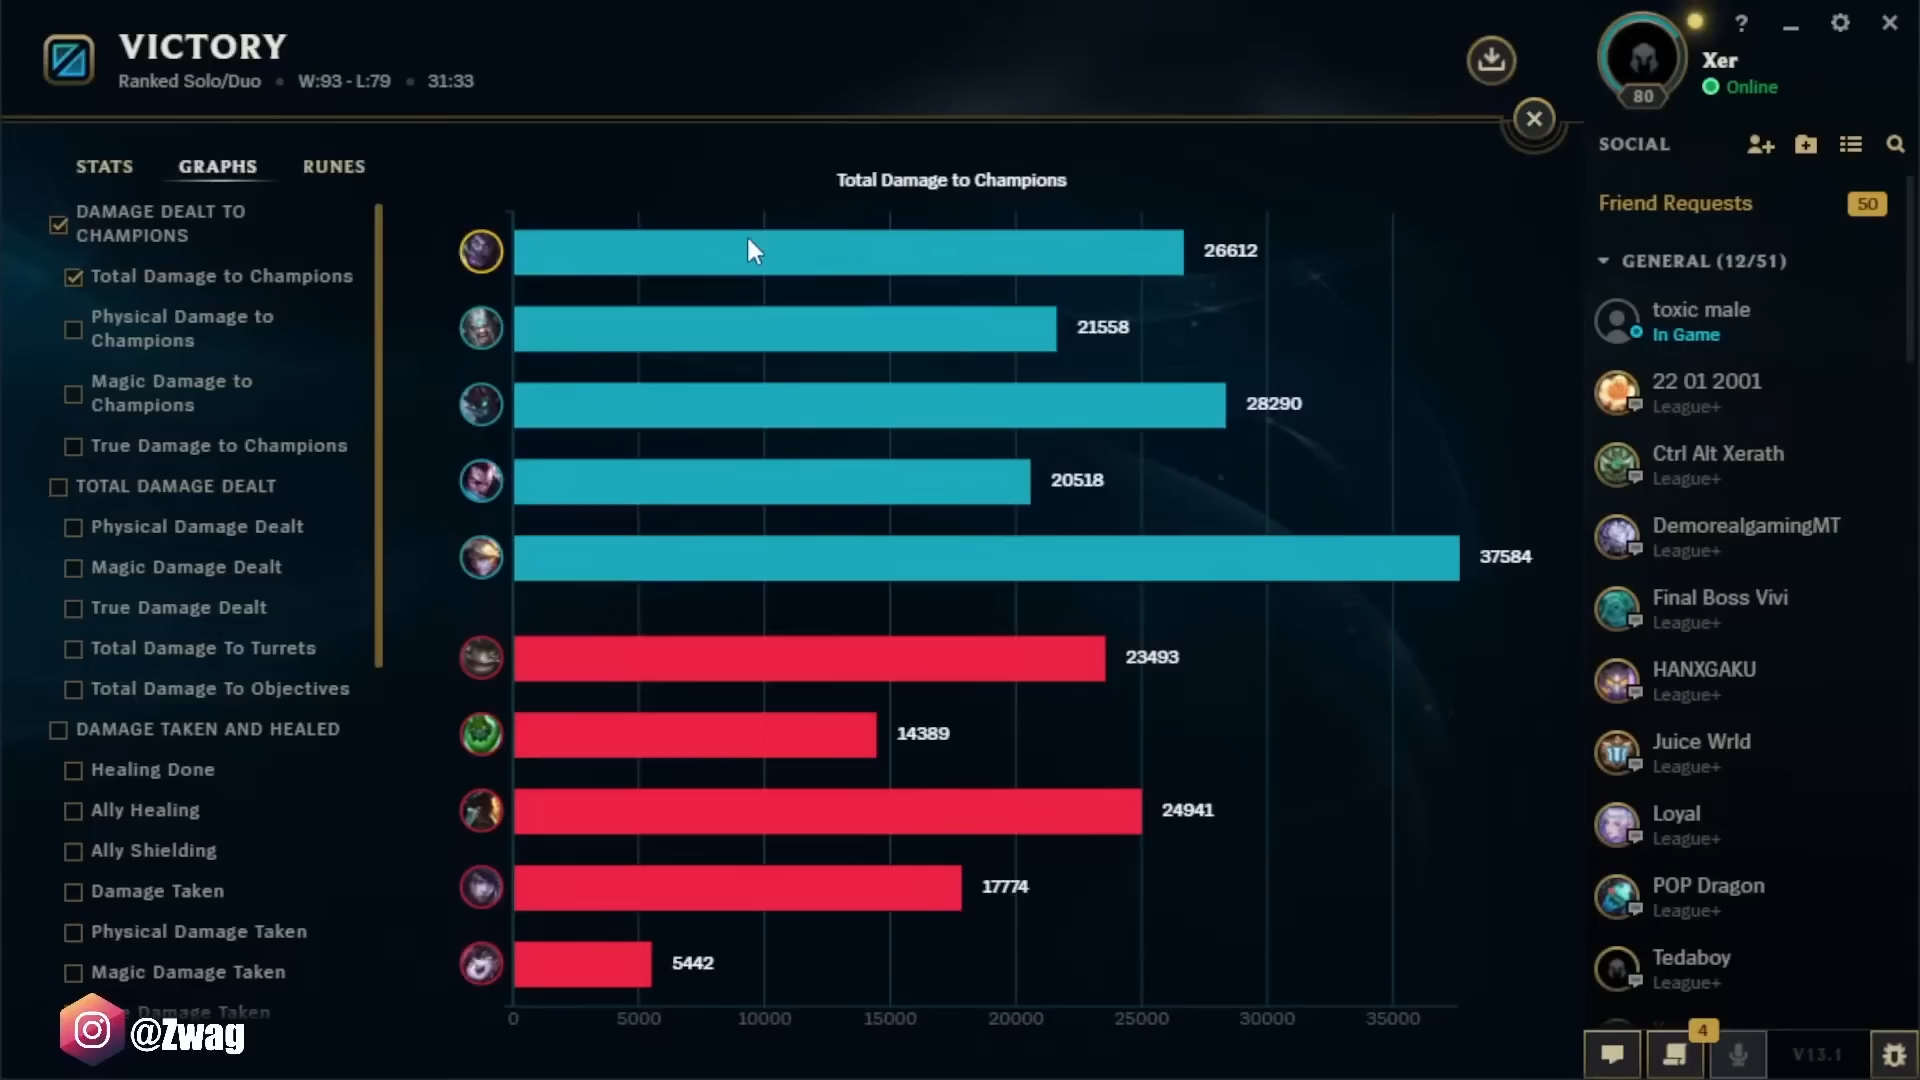 VICTORY
Ranked Solo/Duo • W:93 - L:79 • 31:33
?
Xer
80
Online
STATS
GRAPHS
RUNES
DAMAGE DEALT TO
CHAMPIONS
Total Damage to Champions
Physical Damage to
Champions
Magic Damage to
Champions
True Damage to Champions
TOTAL DAMAGE DEALT
Physical Damage Dealt
Magic Damage Dealt
True Damage Dealt
Total Damage To Turrets
Total Damage To Objectives
DAMAGE TAKEN AND HEALED
Healing Done
Ally Healing
Ally Shielding
Damage Taken
Physical Damage Taken
Magic Damage Taken
Damage Taken
@Zwag
Total Damage to Champions
26612
21558
28290
20518
37584
23493
14389
24941
17774
5442
0
5000
10000
15000
20000
25000
30000
35000
SOCIAL
Friend Requests
50
GENERAL (12/51)
toxic male
In Game
22 01 2001
League+
Ctrl Alt Xerath
League+
DemorealgamingMT
League+
Final Boss Vivi
League+
HANXGAKU
League+
Juice Wrld
League+
Loyal
League+
POP Dragon
League+
Tedaboy
League+
4
V13.1